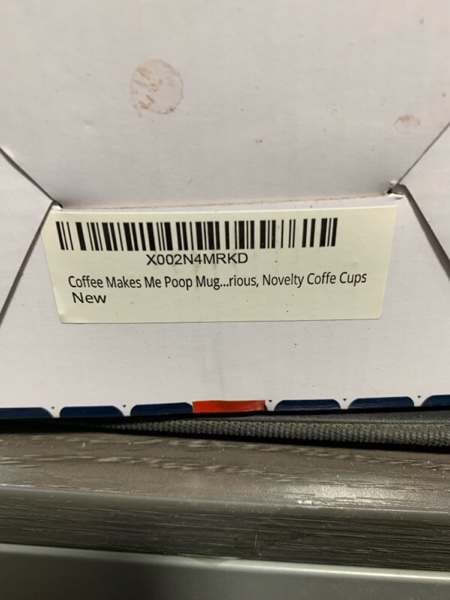 X002N4MRKD
Coffee Makes Me Poop Mug...rious, Novelty Coffe Cups
New